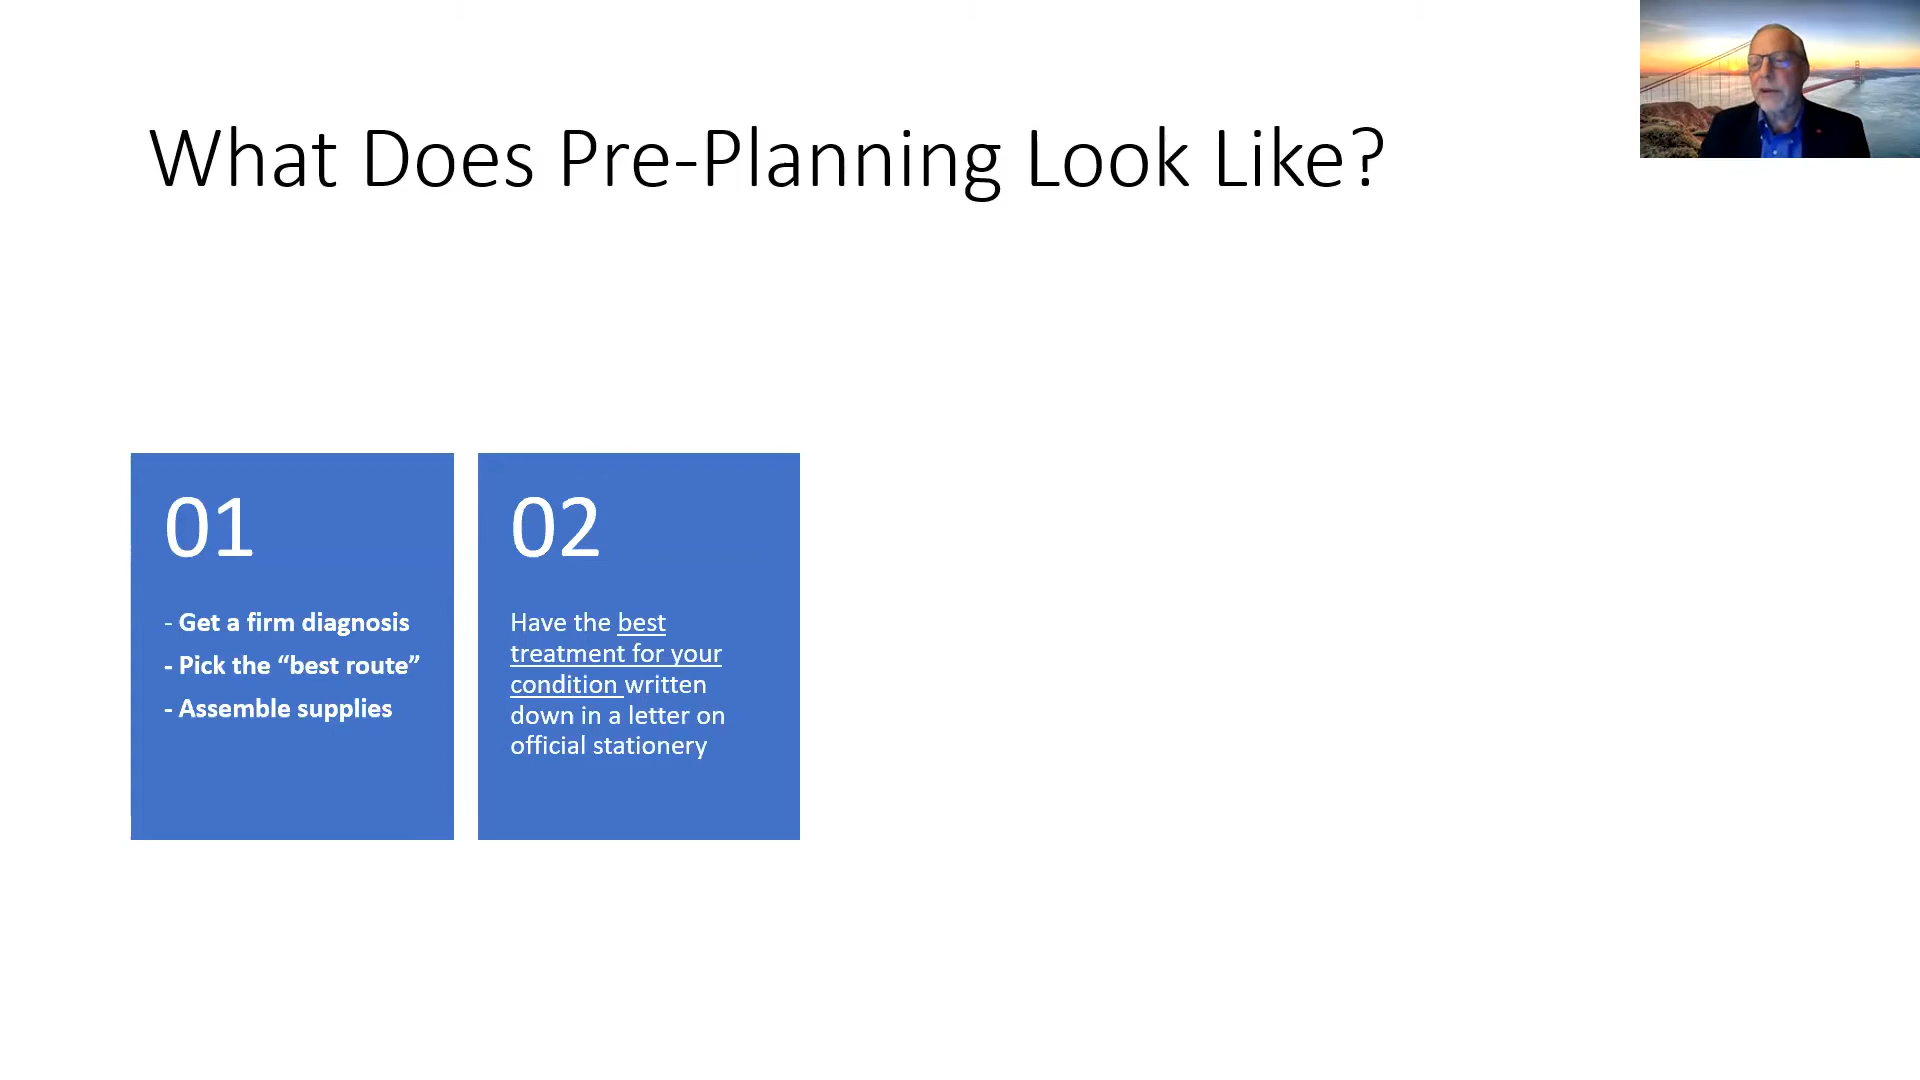 What Does Pre-Planning Look Like?
01
- Get a firm diagnosis
- Pick the “best route”
- Assemble supplies
02
Have the best
treatment for your
condition written
down in a letter on
official stationery